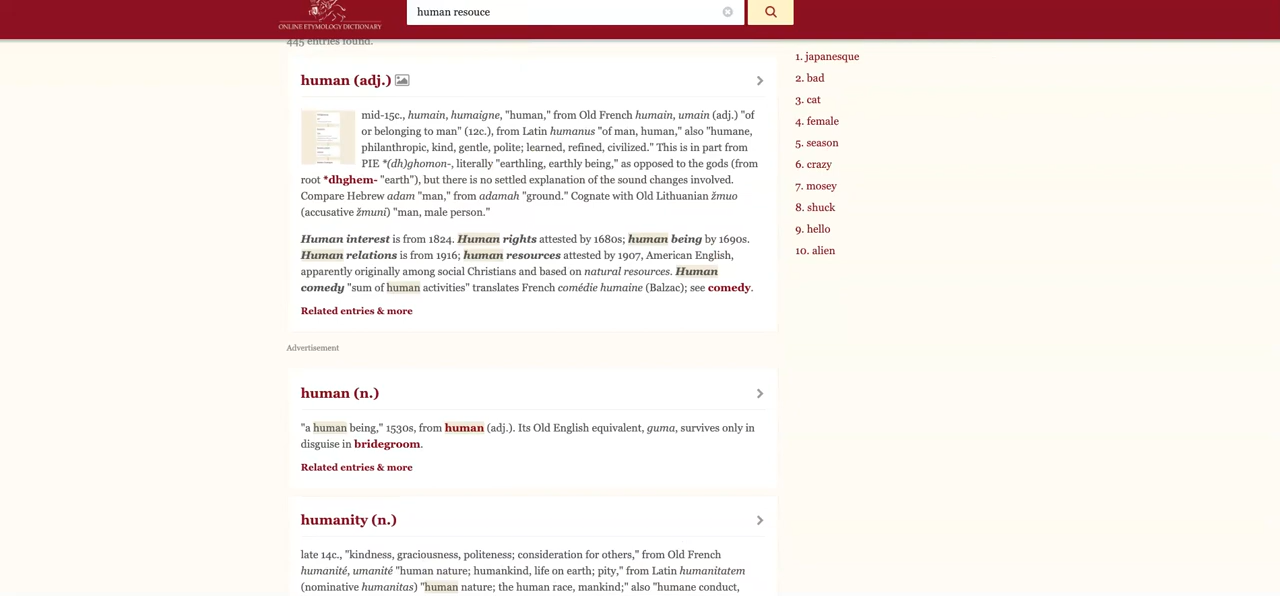 human resouce
ONLINE ETYMOLOGY DICTIONARY
445 entries found.
human (adj.)
mid-15c., humain, humaigne, "human," from Old French humain, umain (adj.) "of
or belonging to man" (12c.), from Latin humanus "of man, human," also "humane,
philanthropic, kind, gentle, polite; learned, refined, civilized." This is in part from
PIE *(dh)ghomon-, literally "earthling, earthly being," as opposed to the gods (from
root *dhghem- "earth"), but there is no settled explanation of the sound changes involved.
Compare Hebrew adam "man," from adamah "ground." Cognate with Old Lithuanian žmuo
(accusative žmuni) "man, male person."
Human interest is from 1824. Human rights attested by 1680s; human being by 1690s.
Human relations is from 1916; human resources attested by 1907, American English,
apparently originally among social Christians and based on natural resources. Human
comedy "sum of human activities" translates French comédie humaine (Balzac); see comedy.
Related entries & more
Advertisement
human (n.)
"a human being," 1530s, from human (adj.). Its Old English equivalent, guma, survives only in
disguise in bridegroom.
Related entries & more
humanity (n.)
late 14c., "kindness, graciousness, politeness; consideration for others," from Old French
humanité, umanité "human nature; humankind, life on earth; pity," from Latin humanitatem
(nominative humanitas) "human nature; the human race, mankind;" also "humane conduct,
1. japanesque
2. bad
3. cat
4. female
5. season
6. crazy
7. mosey
8. shuck
9. hello
10. alien